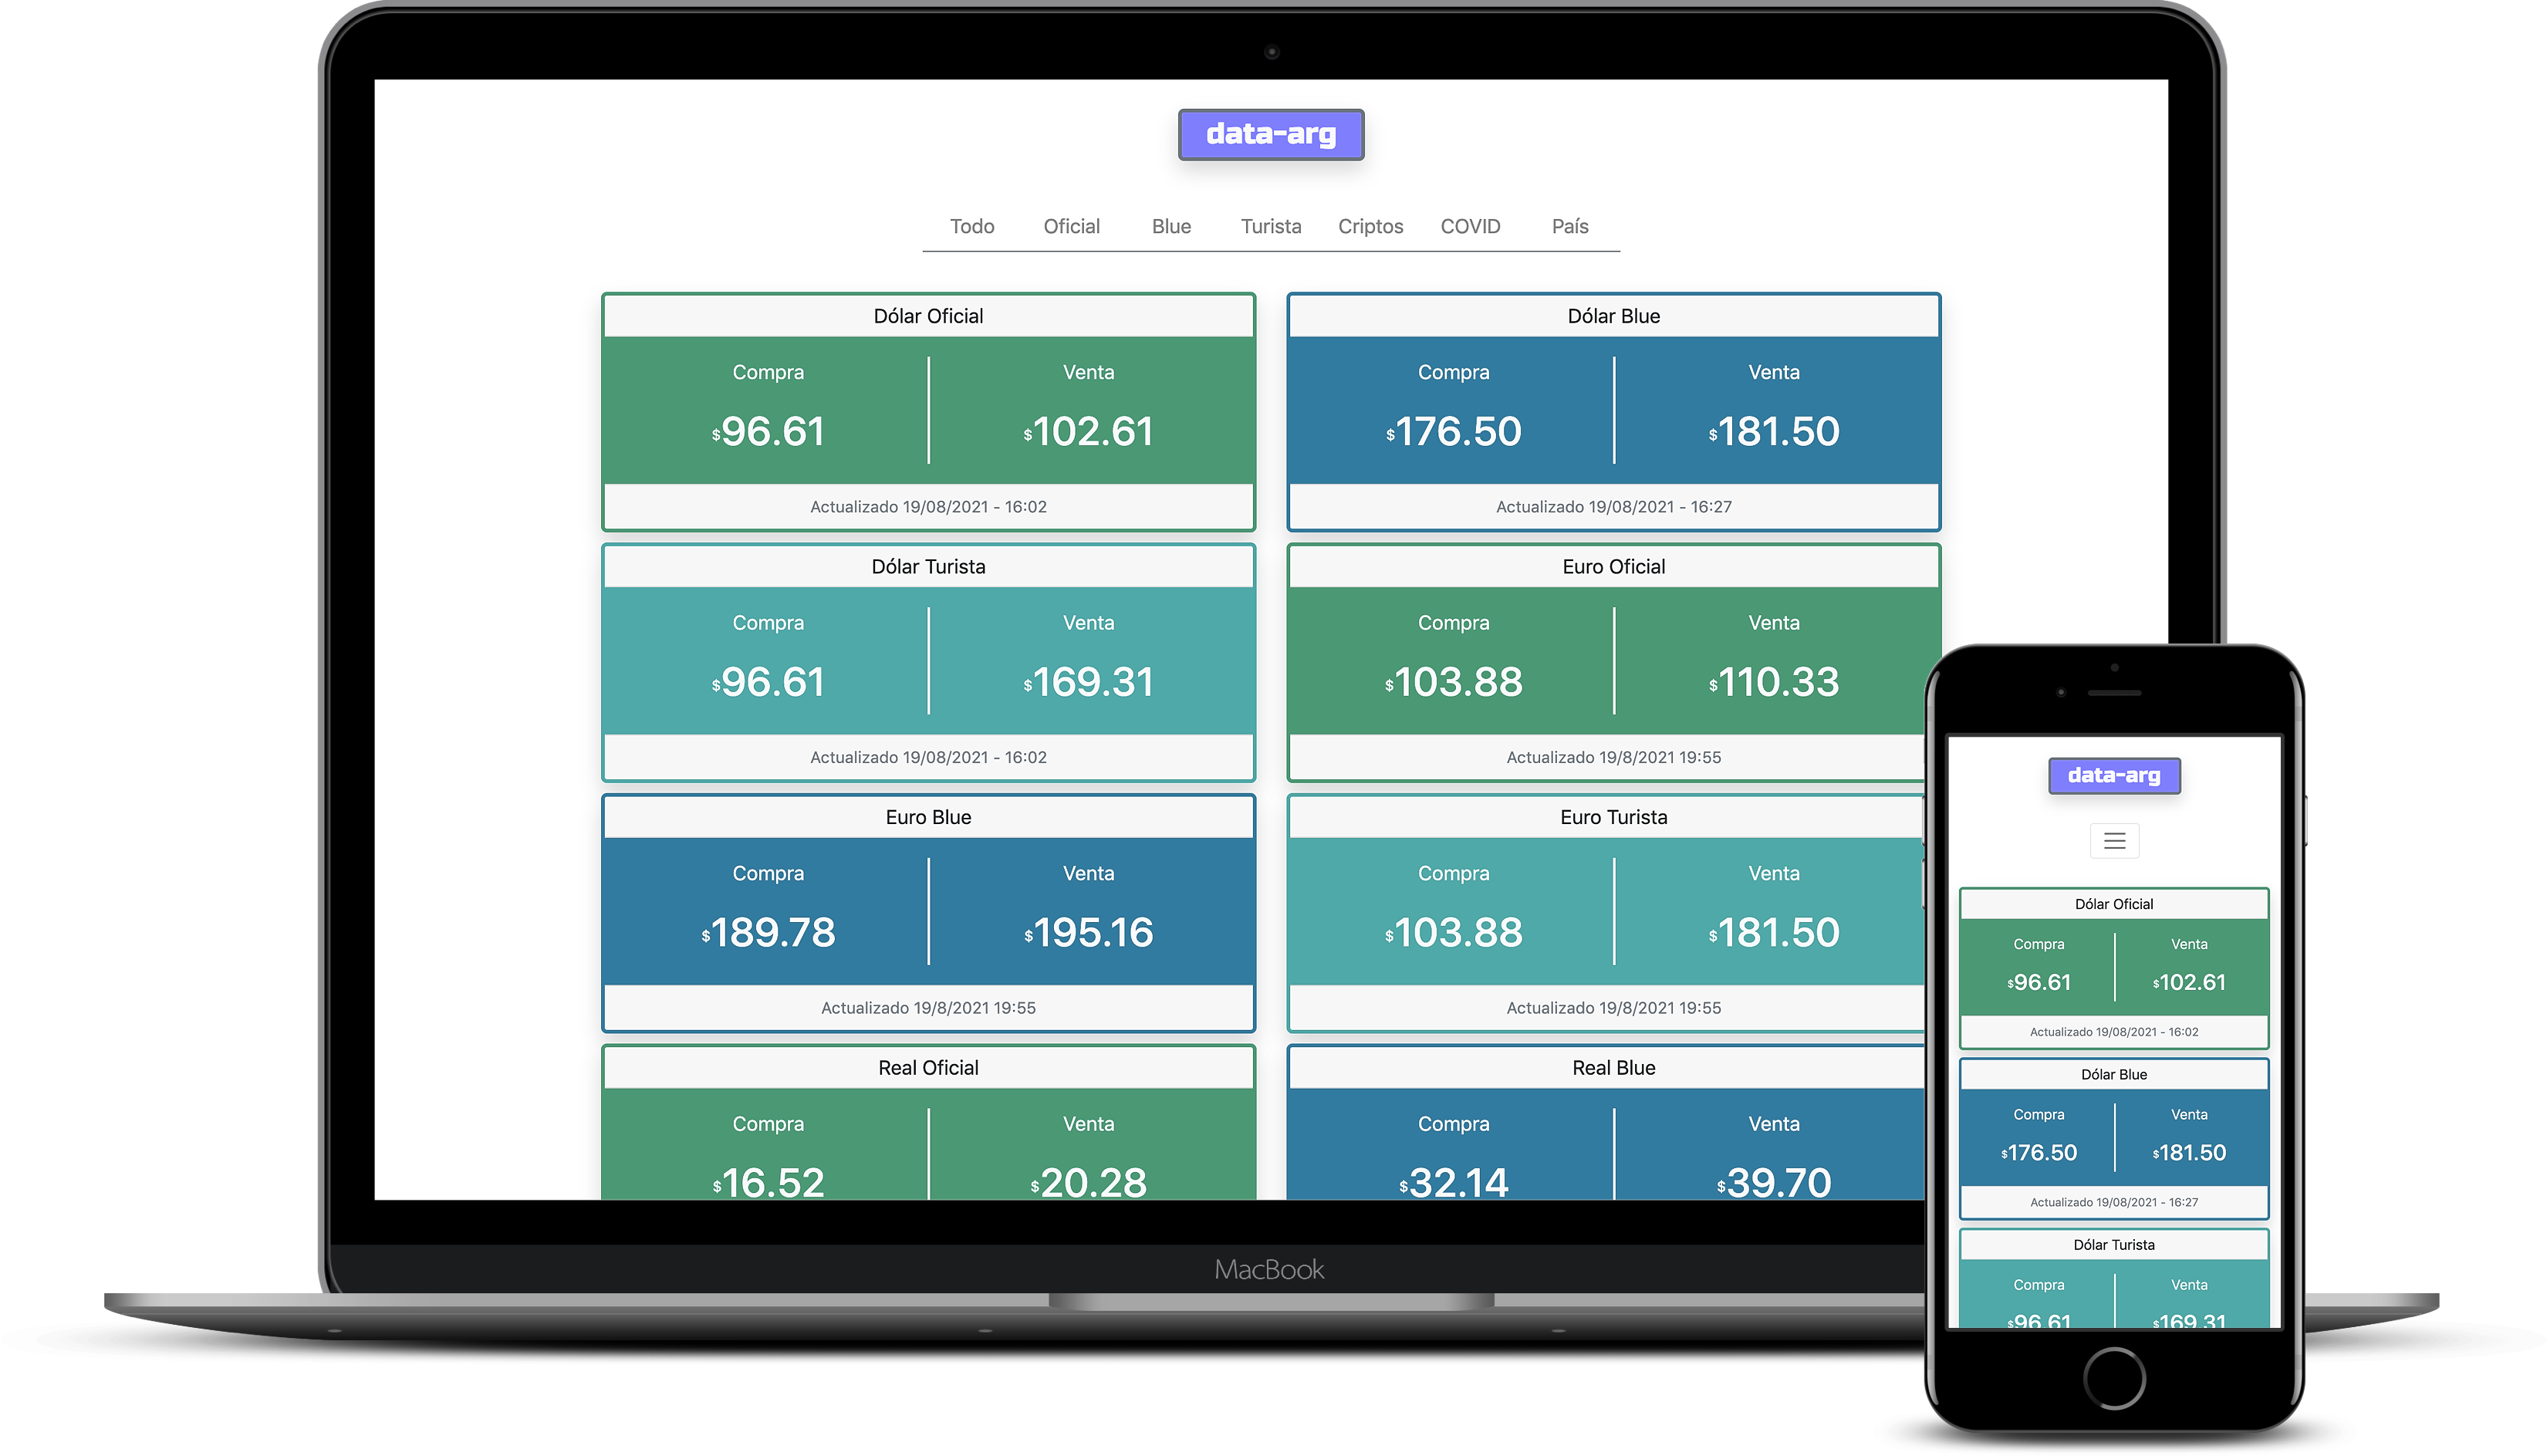 data-arg
Todo Oficial Blue Turista Criptos COVID País
Dólar Oficial
Compra Venta
$96.61 $102.61
Actualizado 19/08/2021 - 16:02
Dólar Blue
Compra Venta
$176.50 $181.50
Actualizado 19/08/2021 - 16:27
Dólar Turista
Compra Venta
$96.61 $169.31
Actualizado 19/08/2021 - 16:02
Euro Oficial
Compra Venta
$103.88 $110.33
Actualizado 19/8/2021 19:55
Euro Blue
Compra Venta
$189.78 $195.16
Actualizado 19/8/2021 19:55
Euro Turista
Compra Venta
$103.88 $181.50
Actualizado 19/8/2021 19:55
Real Oficial
Compra Venta
$16.52 $20.28
Real Blue
Compra Venta
$32.14 $39.70
MacBook
data-arg
Dólar Oficial
Compra Venta
$96.61 $102.61
Actualizado 19/08/2021 - 16:02
Dólar Blue
Compra Venta
$176.50 $181.50
Actualizado 19/08/2021 - 16:27
Dólar Turista
Compra Venta
$96.61 $169.31